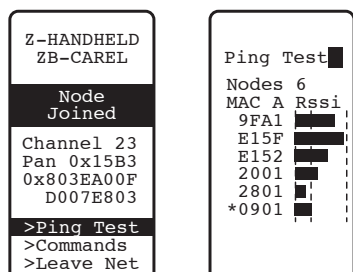 Z-HANDHELD
ZB-CAREL
Node
Joined
Channel 23
Pan 0x15B3
0x803EA00F
D007E803
>Ping Test
>Commands
>Leave Net
Ping Test
Nodes 6
MAC A Rssi
9FA1
E15F
E152
2001
2801
*0901